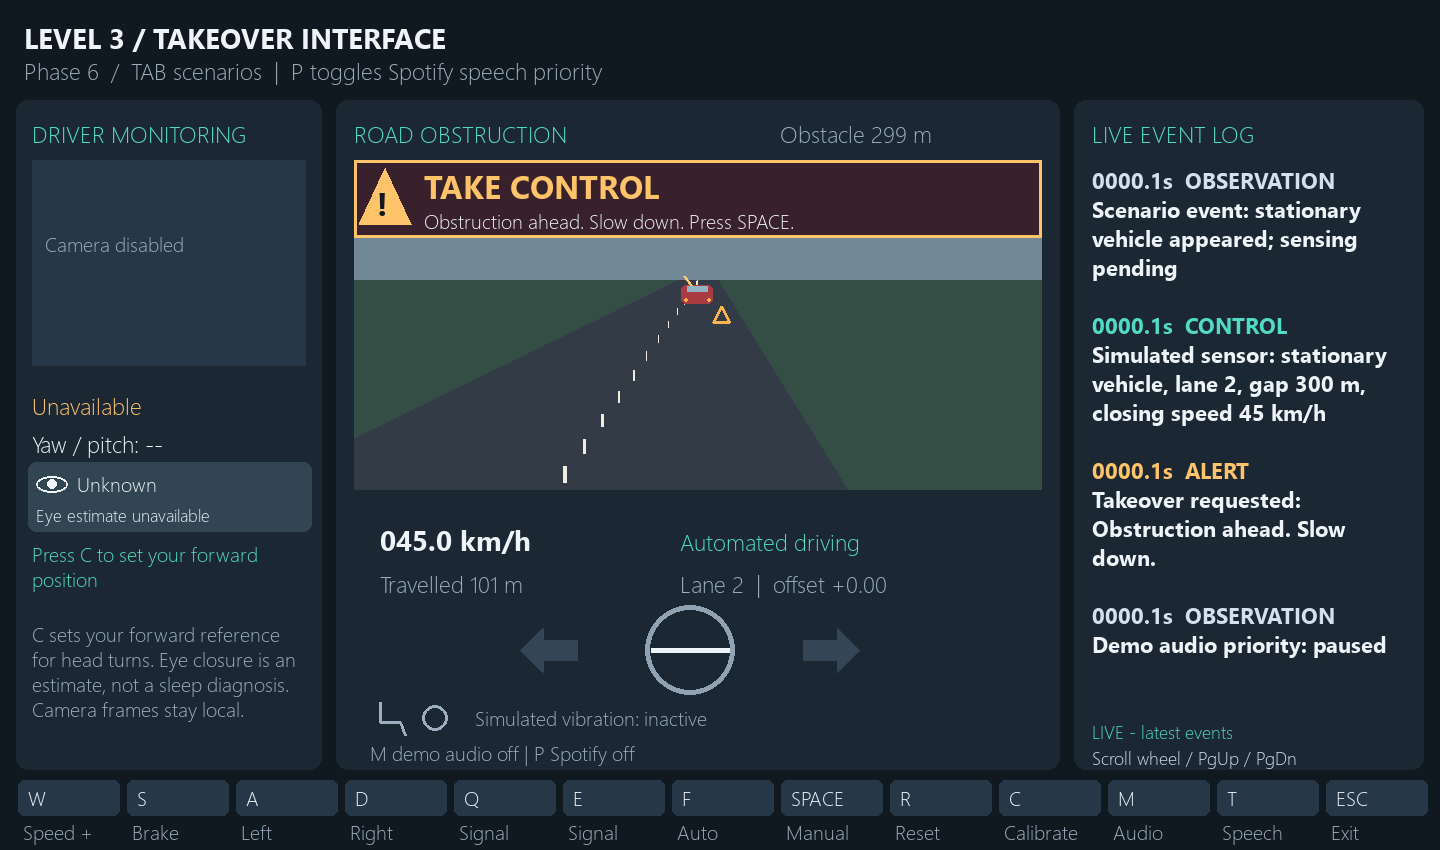 LEVEL 3 / TAKEOVER INTERFACE
Phase 6 / TAB scenarios | P toggles Spotify speech priority
DRIVER MONITORING
Camera disabled
Unavailable
Yaw / pitch: --
Unknown
Eye estimate unavailable
Press C to set your forward
position
C sets your forward reference
for head turns. Eye closure is an
estimate, not a sleep diagnosis.
Camera frames stay local.
ROAD OBSTRUCTION
Obstacle 299 m
!
TAKE CONTROL
Obstruction ahead. Slow down. Press SPACE.
045.0 km/h
Automated driving
Travelled 101 m
Lane 2 | offset +0.00
Simulated vibration: inactive
M demo audio off | P Spotify off
LIVE EVENT LOG
0000.1s OBSERVATION
Scenario event: stationary
vehicle appeared; sensing
pending
0000.1s CONTROL
Simulated sensor: stationary
vehicle, lane 2, gap 300 m,
closing speed 45 km/h
0000.1s ALERT
Takeover requested:
Obstruction ahead. Slow
down.
0000.1s OBSERVATION
Demo audio priority: paused
LIVE - latest events
Scroll wheel / PgUp / PgDn
W S A D Q E F SPACE R C M T ESC
Speed + Brake Left Right Signal Signal Auto Manual Reset Calibrate Audio Speech Exit